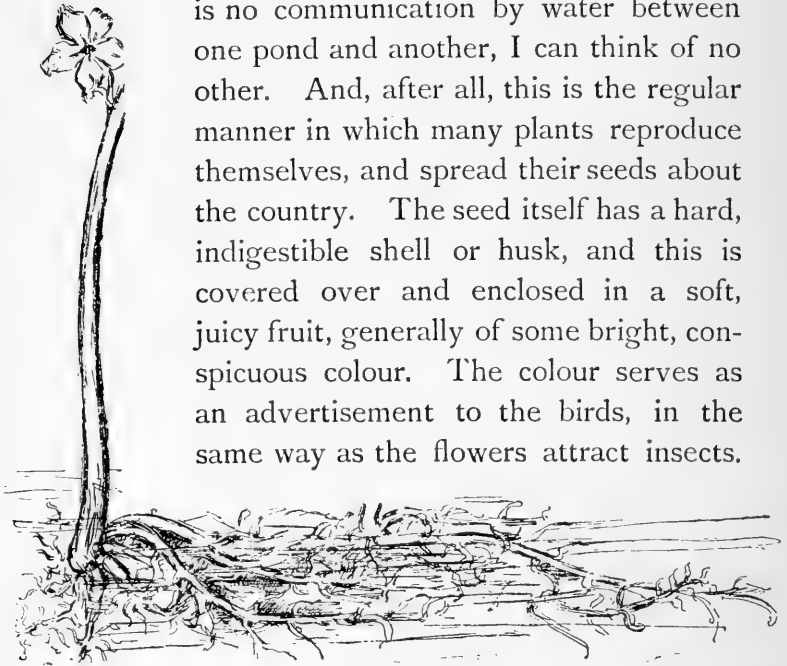 is no communication by water between
one pond and another, I can think of no
other. And, after all, this is the regular
manner in which many plants reproduce
themselves, and spread their seeds about
the country. The seed itself has a hard,
indigestible shell or husk, and this is
covered over and enclosed in a soft,
juicy fruit, generally of some bright, con-
spicuous colour. The colour serves as
an advertisement to the birds, in the
same way as the flowers attract insects.